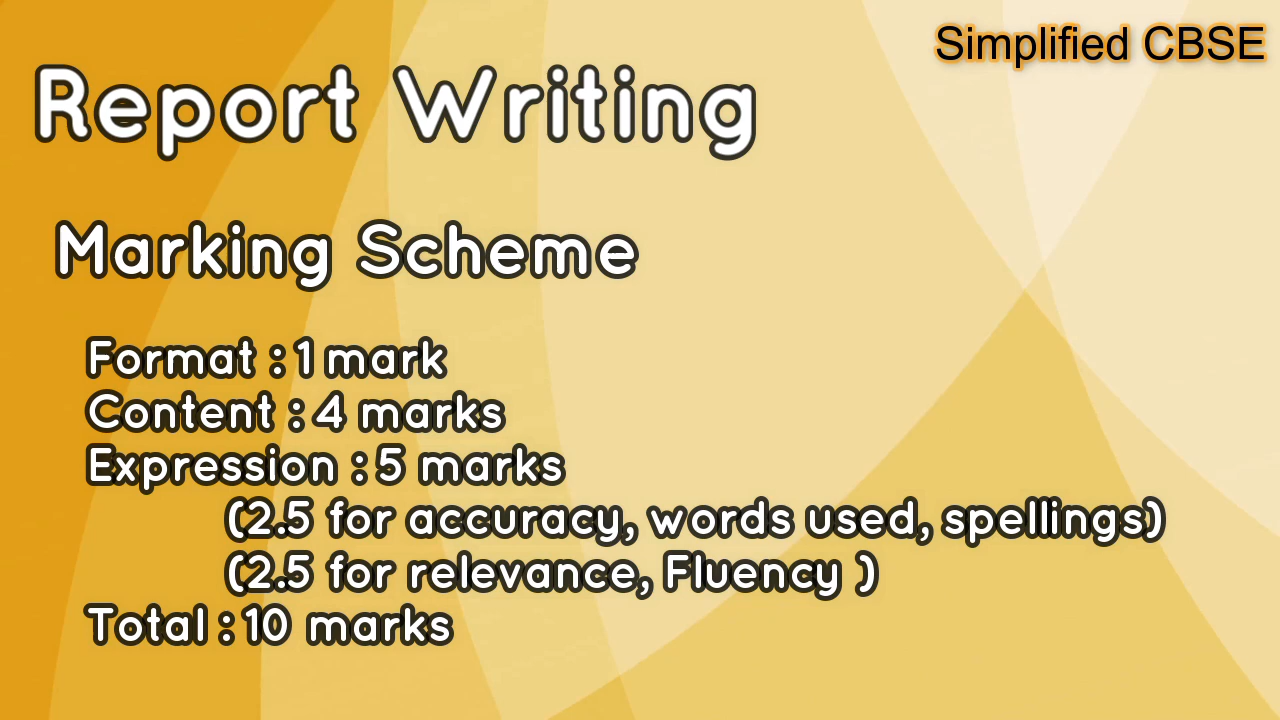 Simplified CBSE
Report Writing
Marking Scheme
Format : 1 mark
Content : 4 marks
Expression : 5 marks
(2.5 for accuracy, words used, spellings)
(2.5 for relevance, Fluency )
Total : 10 marks